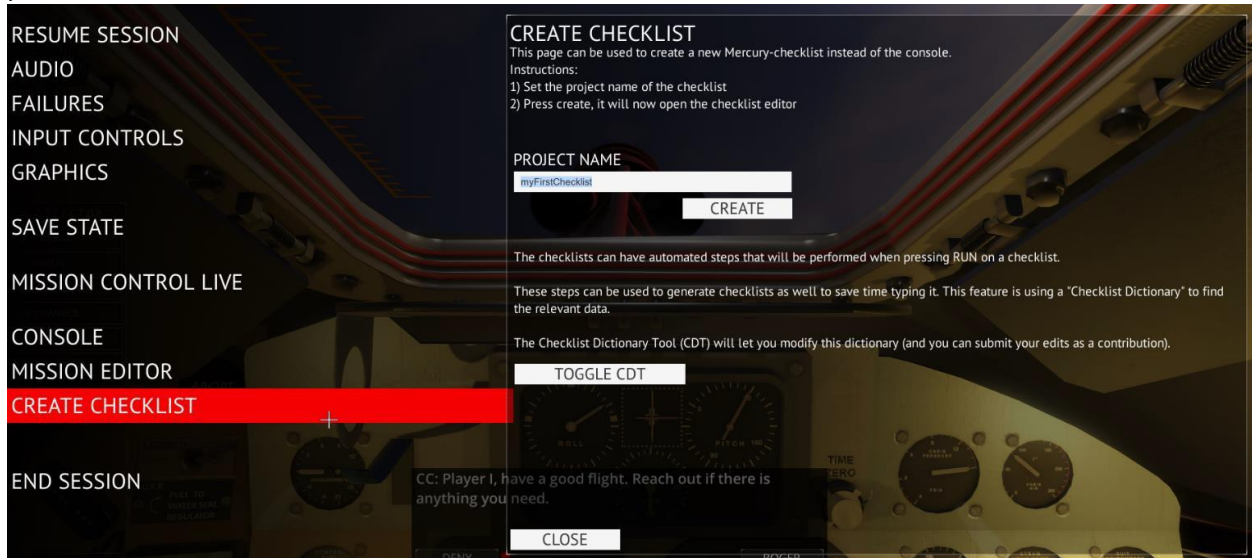 RESUME SESSION
AUDIO
FAILURES
INPUT CONTROLS
GRAPHICS
SAVE STATE
MISSION CONTROL LIVE
CONSOLE
MISSION EDITOR
CREATE CHECKLIST
END SESSION
CREATE CHECKLIST
This page can be used to create a new Mercury-checklist instead of the console.
Instructions:
1) Set the project name of the checklist
2) Press create, it will now open the checklist editor
PROJECT NAME
myFirstChecklist
CREATE
The checklists can have automated steps that will be performed when pressing RUN on a checklist.
These steps can be used to generate checklists as well to save time typing it. This feature is using a "Checklist Dictionary" to find
the relevant data.
The Checklist Dictionary Tool (CDT) will let you modify this dictionary (and you can submit your edits as a contribution).
TOGGLE CDT
ROLL
PITCH
TIME
ZERO
CC: Player I, have a good flight. Reach out if there is
anything you need.
CLOSE
DENY
ROGER